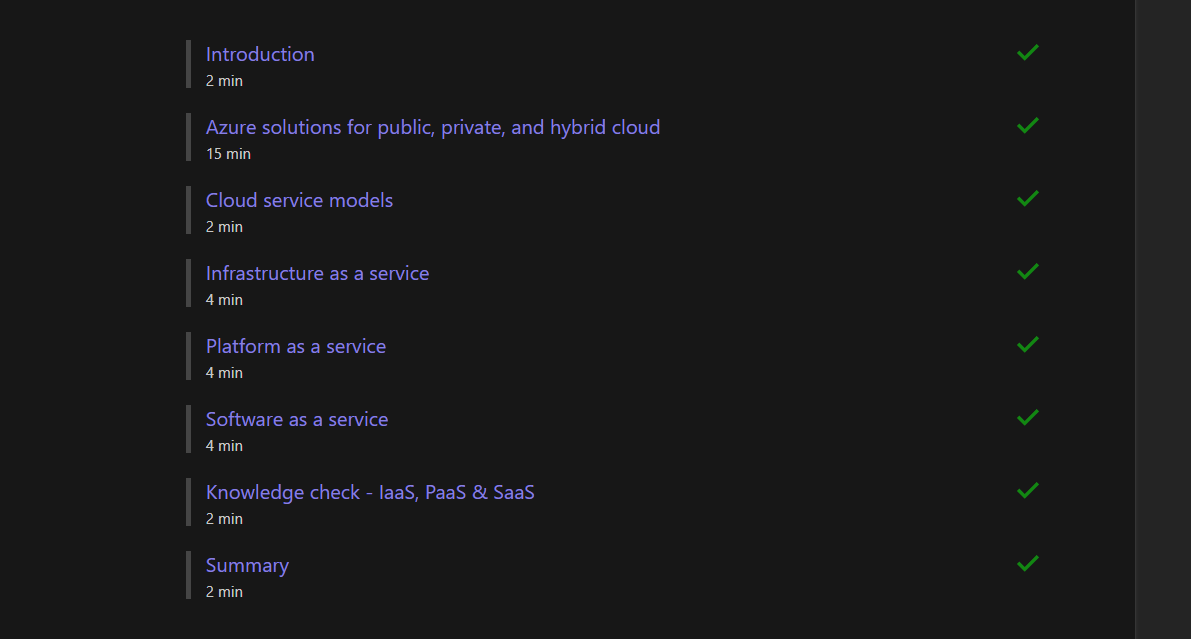 Introduction
2 min
Azure solutions for public, private, and hybrid cloud
15 min
Cloud service models
2 min
Infrastructure as a service
4 min
Platform as a service
4 min
Software as a service
4 min
Knowledge check - IaaS, PaaS & SaaS
2 min
Summary
2 min